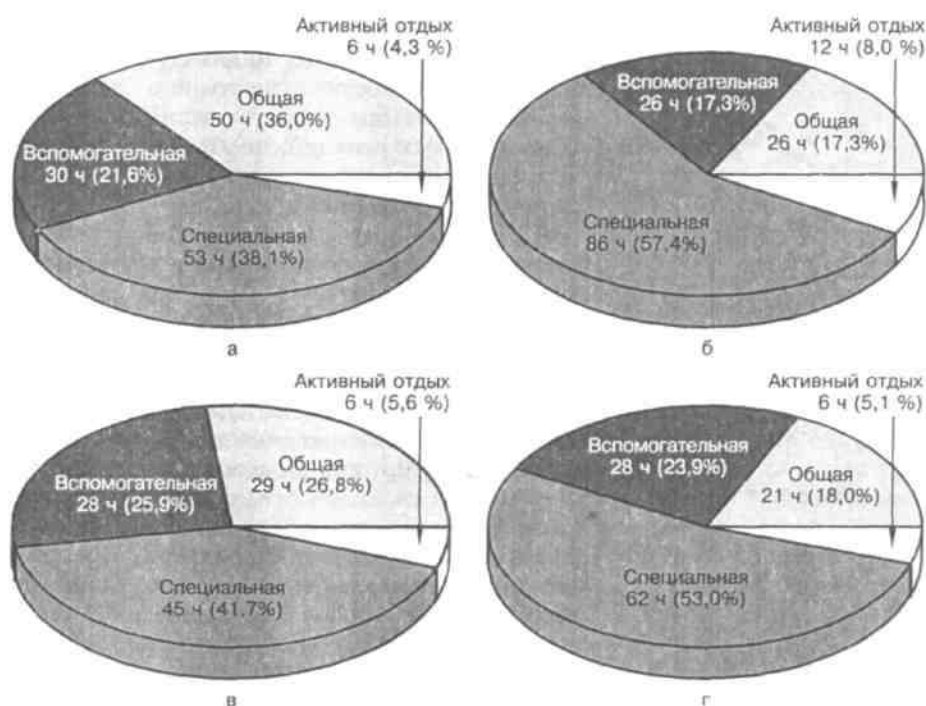 Активный отдых
6 ч (4,3 %)
Общая
50 ч (36,0%)
Вспомогательная
30 ч (21,6%)
Специальная
53 ч (38,1%)
а
Активный отдых
12 ч (8,0 %)
Вспомогательная
26 ч (17,3%)
Общая
26 ч (17,3%)
Специальная
86 ч (57,4%)
б
Активный отдых
6 ч (5,6 %)
Общая
29 ч (26,8%)
Вспомогательная
28 ч (25,9%)
Специальная
45 ч (41,7%)
в
Активный отдых
6 ч (5,1 %)
Вспомогательная
28 ч (23,9%)
Общая
21 ч (18,0%)
Специальная
62 ч (53,0%)
г